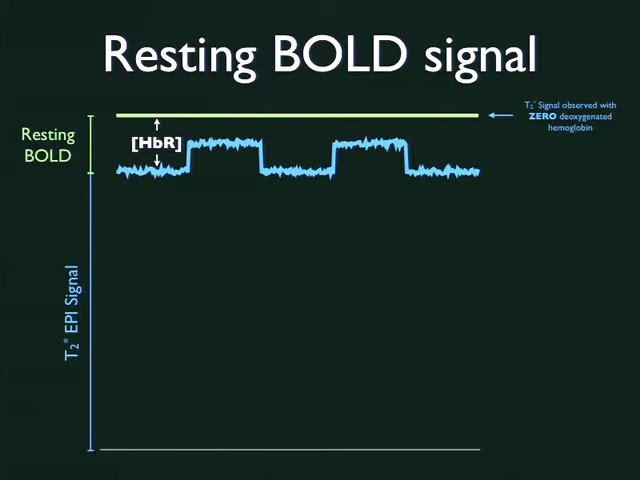 Resting BOLD signal
T₂* Signal observed with
ZERO deoxygenated
hemoglobin
Resting
BOLD
[HbR]
T₂* EPI Signal